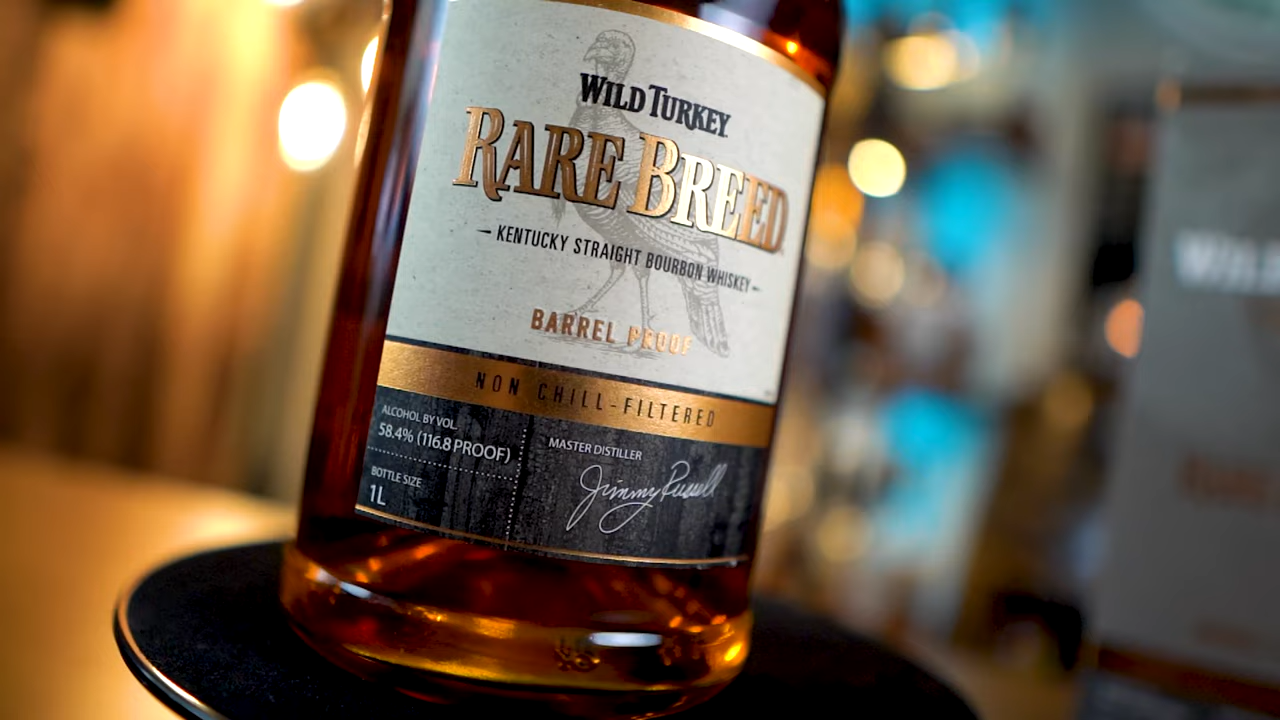 WILD TURKEY
RARE BREED
KENTUCKY STRAIGHT BOURBON WHISKEY
BARREL PROOF
NON CHILL-FILTERED
ALCOHOL BY VOL.
58.4% (116.8 PROOF)
BOTTLE SIZE
1L
MASTER DISTILLER
Jimmy Russell